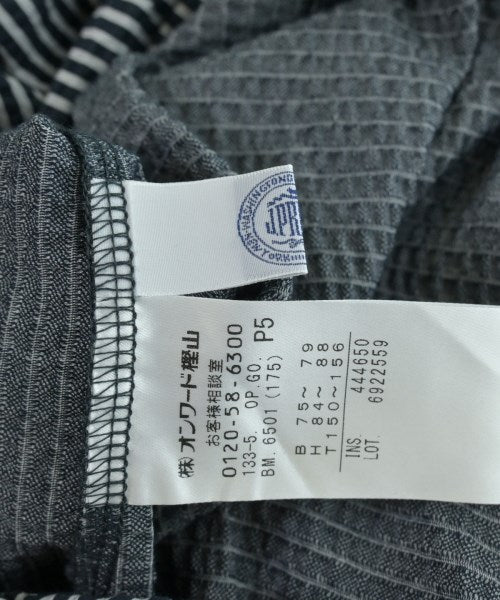 (株)オンワード樫山
お客様相談室
0120-58-6300
133-5. OP.GO. P5
BM. 6501 (175)
B 75~ 79
H 84~ 88
T150~156
INS. 444650
LOT. 6922559